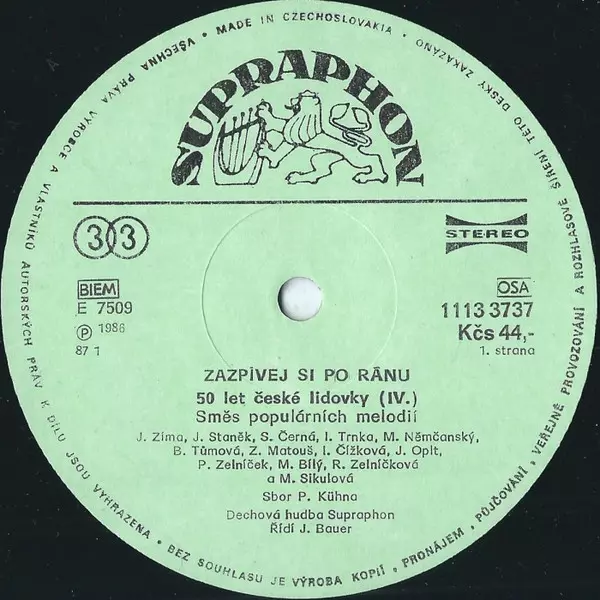 VŠECHNA PRÁVA VÝROBCE A VLASTNÍKŮ AUTORSKÝCH PRÁV K DÍLU JSOU VYHRAZENA • BEZ SOUHLASU JE VÝROBA KOPIÍ, PRONÁJEM, PŮJČOVÁNÍ, VEŘEJNÉ PROVOZOVÁNÍ A ROZHLASOVÉ ŠÍŘENÍ TÉTO DESKY ZAKÁZÁNO • MADE IN CZECHOSLOVAKIA •
SUPRAPHON
33
STEREO
BIEM
OSA
E 7509
1113 3737
Ⓟ 1986
Kčs 44,-
87 1
1. strana
ZAZPÍVEJ SI PO RÁNU
50 let české lidovky (IV.)
Směs populárních melodií
J. Zíma, J. Staněk, S. Černá, I. Trnka, M. Němčanský,
B. Tůmová, Z. Matouš, I. Čížková, J. Oplt,
P. Zelníček, M. Bílý, R. Zelníčková
a M. Sikulová
Sbor P. Kühna
Dechová hudba Supraphon
Řídí J. Bauer